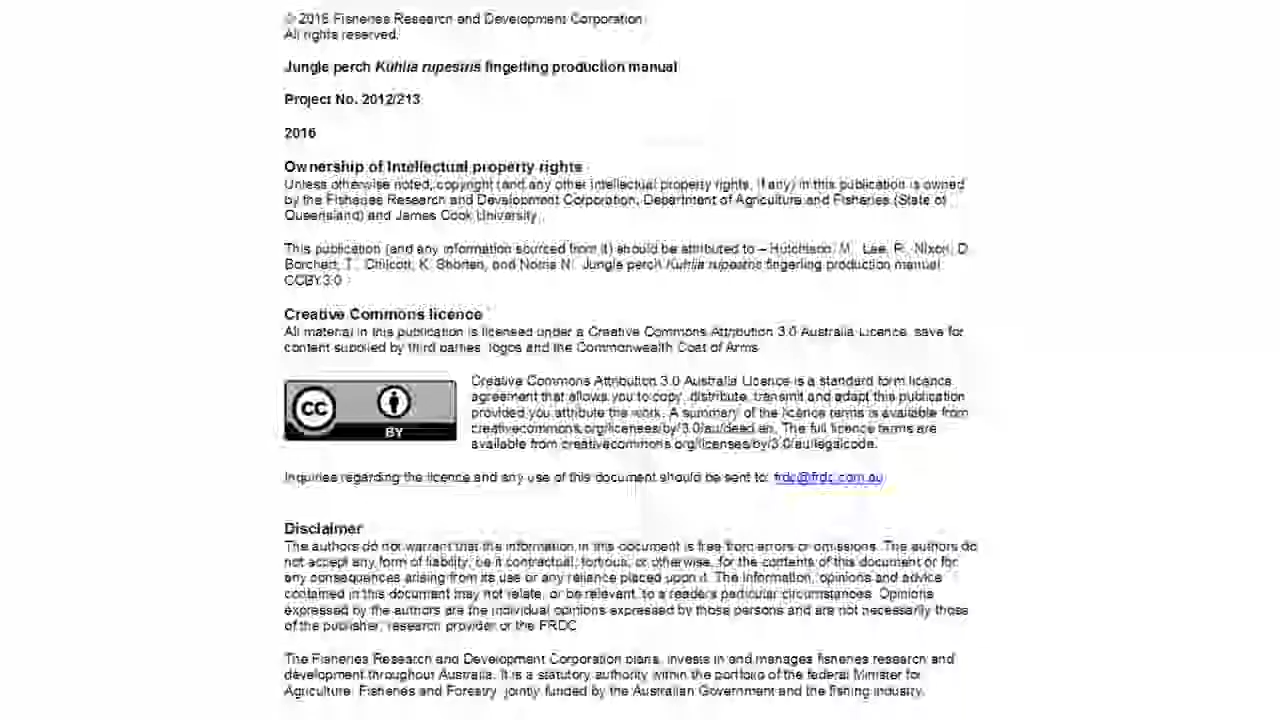 © 2016 Fisheries Research and Development Corporation
All rights reserved.
Jungle perch Kuhlia rupestris fingerling production manual
Project No. 2012/213
2016
Ownership of Intellectual property rights
Unless otherwise noted, copyright (and any other intellectual property rights, if any) in this publication is owned
by the Fisheries Research and Development Corporation, Department of Agriculture and Fisheries (State of
Queensland) and James Cook University
This publication (and any information sourced from it) should be attributed to – Hutchison, M., Lee, P., Nixon, D.
Borchert, T., Chilcott, K. Shorten, and Norris N. Jungle perch Kuhlia rupestris fingerling production manual
CCBY3.0
Creative Commons licence
All material in this publication is licensed under a Creative Commons Attribution 3.0 Australia Licence, save for
content supplied by third parties, logos and the Commonwealth Coat of Arms
CC
BY
Creative Commons Attribution 3.0 Australia Licence is a standard form licence
agreement that allows you to copy, distribute, transmit and adapt this publication
provided you attribute the work. A summary of the licence terms is available from
creativecommons.org/licenses/by/3.0/au/deed.en. The full licence terms are
available from creativecommons.org/licenses/by/3.0/au/legalcode.
Inquiries regarding the licence and any use of this document should be sent to: frdc@frdc.com.au
Disclaimer
The authors do not warrant that the information in this document is free from errors or omissions. The authors do
not accept any form of liability, be it contractual, tortious, or otherwise, for the contents of this document or for
any consequences arising from its use or any reliance placed upon it. The information, opinions and advice
contained in this document may not relate, or be relevant, to a readers particular circumstances. Opinions
expressed by the authors are the individual opinions expressed by those persons and are not necessarily those
of the publisher, research provider or the FRDC
The Fisheries Research and Development Corporation plans, invests in and manages fisheries research and
development throughout Australia. It is a statutory authority within the portfolio of the federal Minister for
Agriculture, Fisheries and Forestry, jointly funded by the Australian Government and the fishing industry.